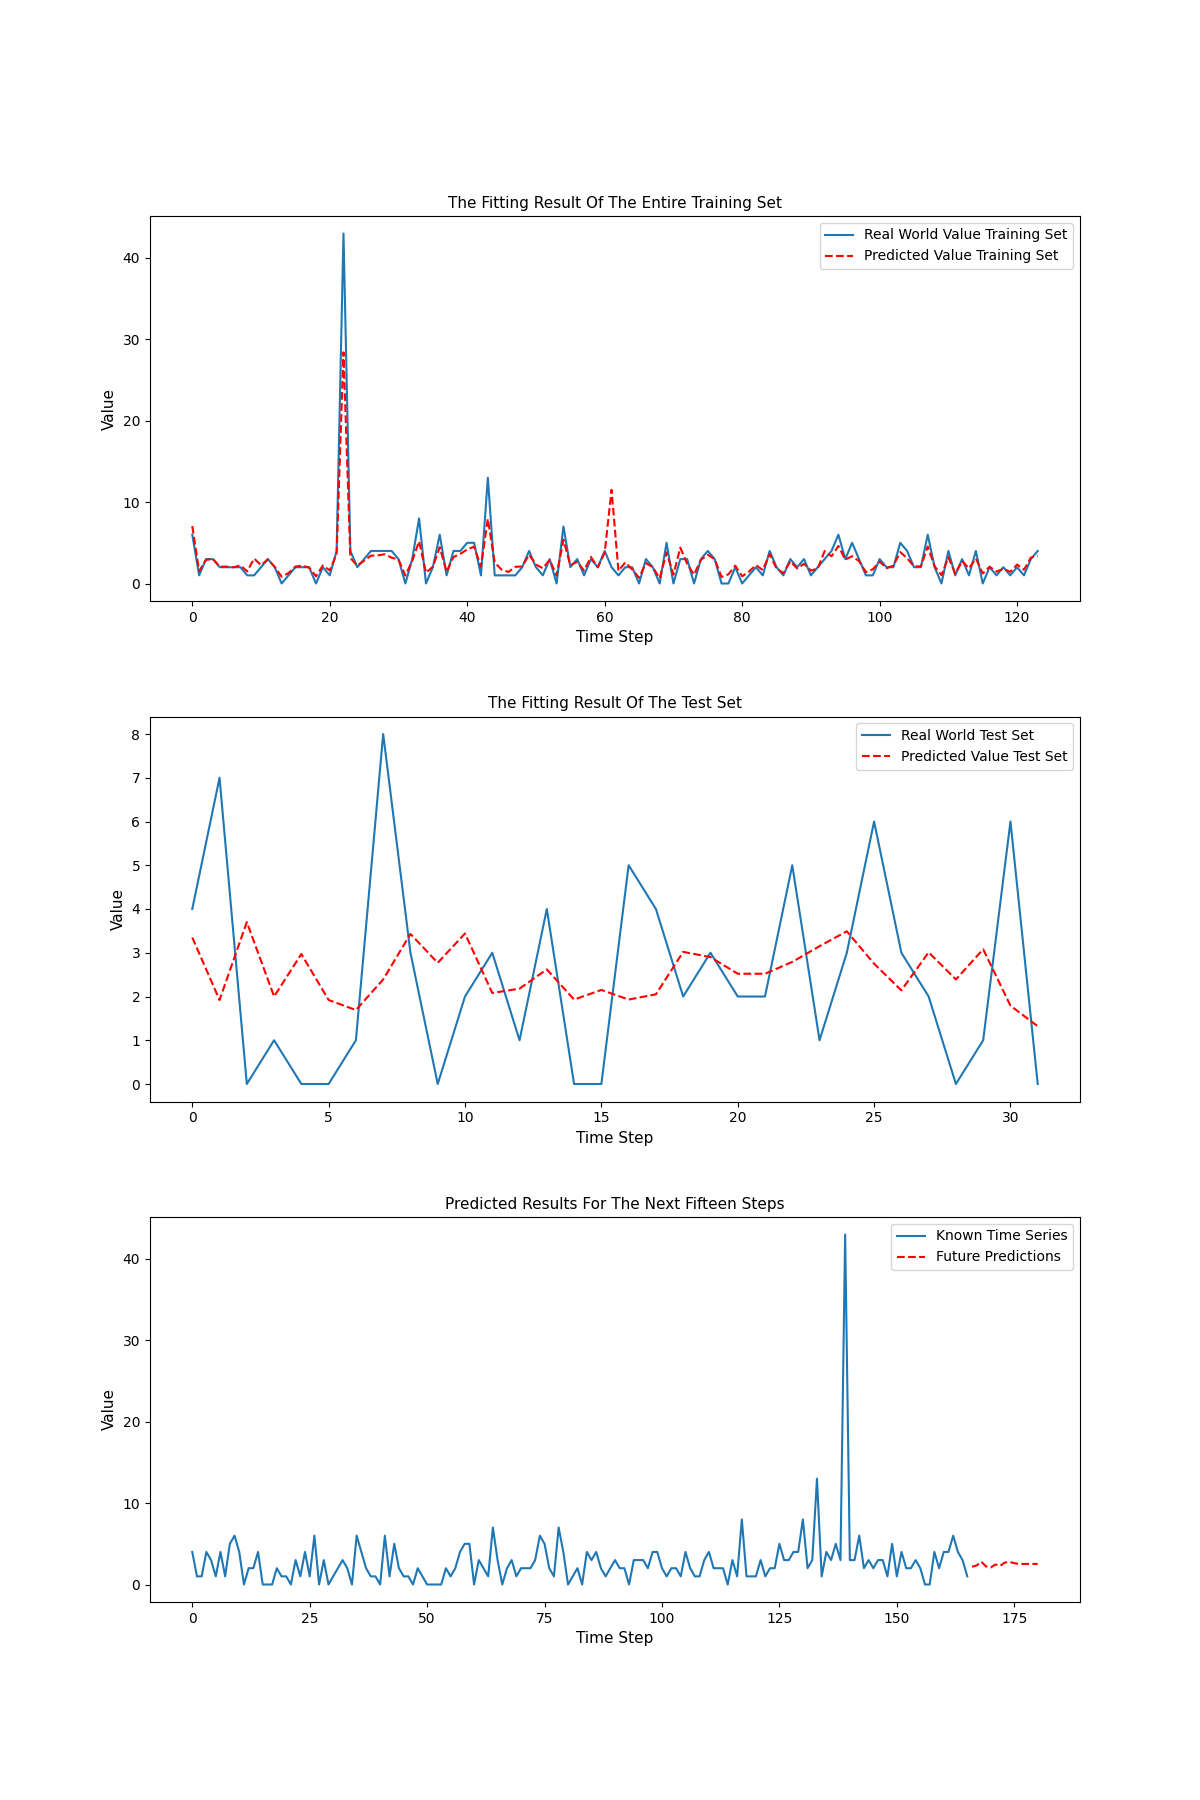 The Fitting Result Of The Entire Training Set
Real World Value Training Set
Predicted Value Training Set
Value
40
30
20
10
0
0 20 40 60 80 100 120
Time Step
The Fitting Result Of The Test Set
Real World Test Set
Predicted Value Test Set
Value
8
7
6
5
4
3
2
1
0
0 5 10 15 20 25 30
Time Step
Predicted Results For The Next Fifteen Steps
Known Time Series
Future Predictions
Value
40
30
20
10
0
0 25 50 75 100 125 150 175
Time Step